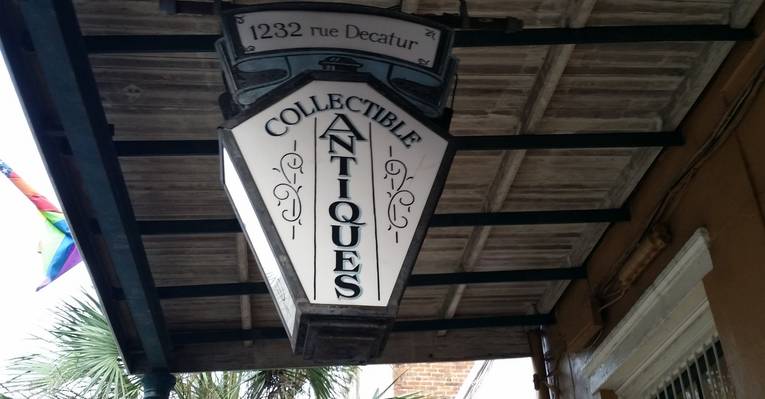 1232 rue Decatur
COLLECTIBLE
ANTIQUES